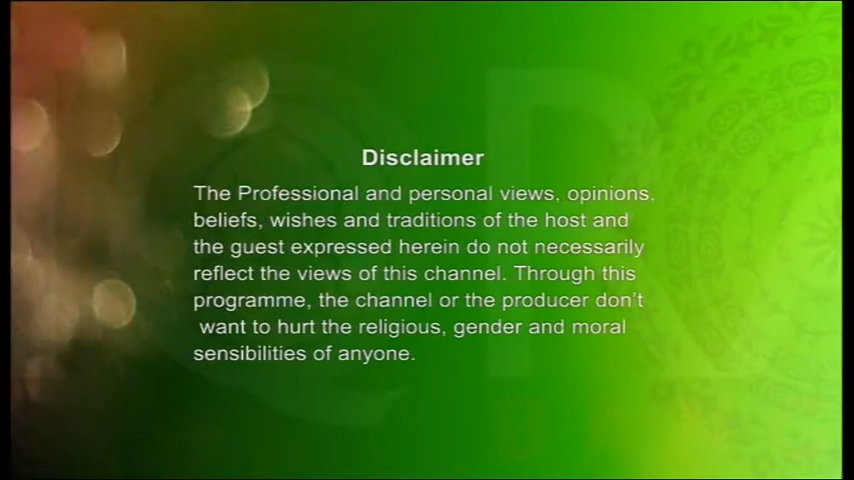 Disclaimer
The Professional and personal views, opinions,
beliefs, wishes and traditions of the host and
the guest expressed herein do not necessarily
reflect the views of this channel. Through this
programme, the channel or the producer don't
want to hurt the religious, gender and moral
sensibilities of anyone.